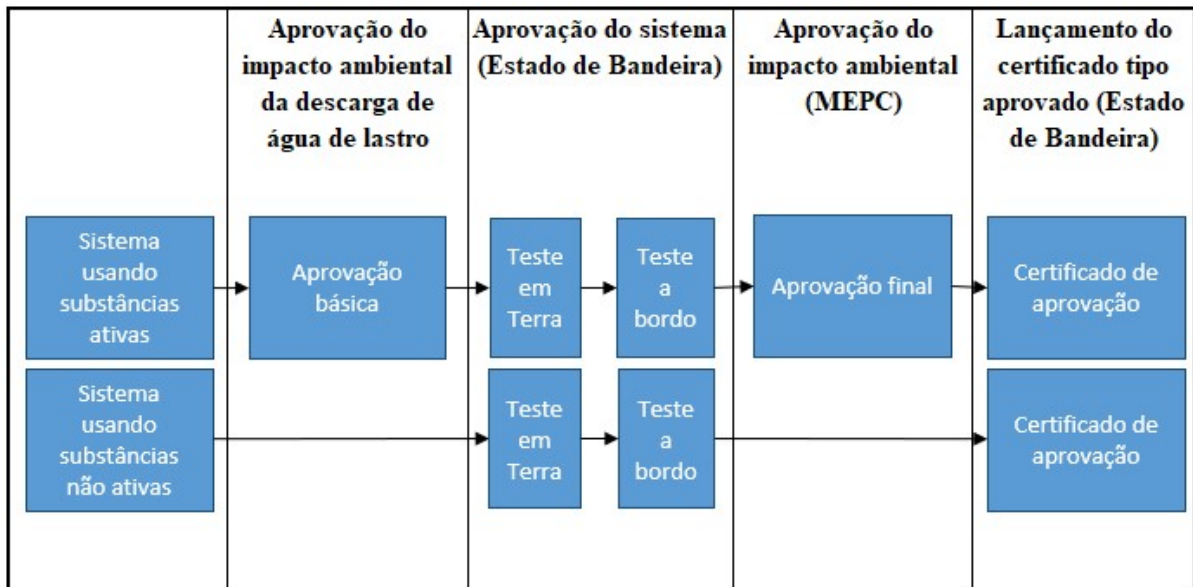 Aprovação do
impacto ambiental
da descarga de
água de lastro
Aprovação do sistema
(Estado de Bandeira)
Aprovação do
impacto ambiental
(MEPC)
Lançamento do
certificado tipo
aprovado (Estado
de Bandeira)
Sistema
usando
substâncias
ativas
Aprovação
básica
Teste
em
Terra
Teste
a
bordo
Aprovação final
Certificado de
aprovação
Sistema
usando
substâncias
não ativas
Teste
em
Terra
Teste
a
bordo
Certificado de
aprovação